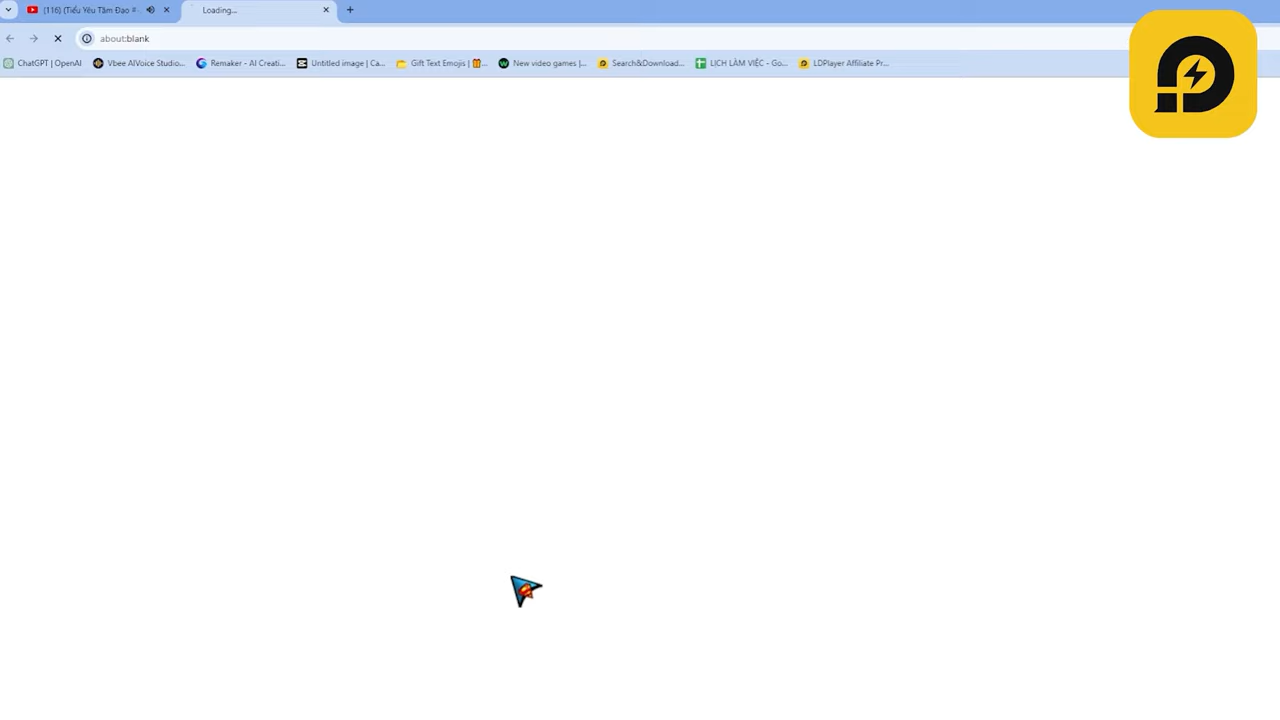 (116) (Tiểu Yêu Tầm Đạo #
Loading...
about:blank
ChatGPT | OpenAI
Vbee AIVoice Studio...
Remaker - AI Creati...
Untitled image | Ca...
Gift Text Emojis | 🎁...
New video games |...
Search&Download...
LỊCH LÀM VIỆC - Go...
LDPlayer Affiliate Pr...